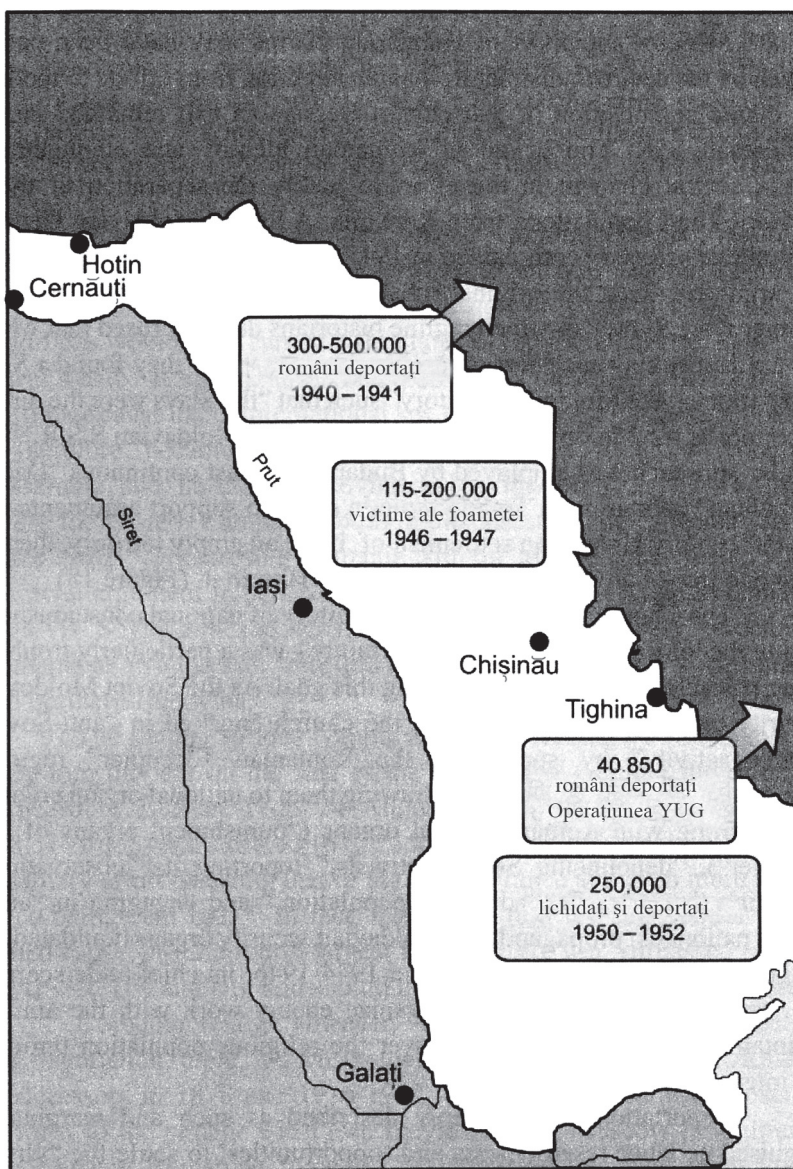 Hotin
Cernăuți
300-500.000
români deportați
1940–1941
Prut
115-200.000
victime ale foametei
1946–1947
Siret
Iași
Chișinău
Tighina
40.850
români deportați
Operațiunea YUG
250.000
lichidați şi deportați
1950–1952
Galați